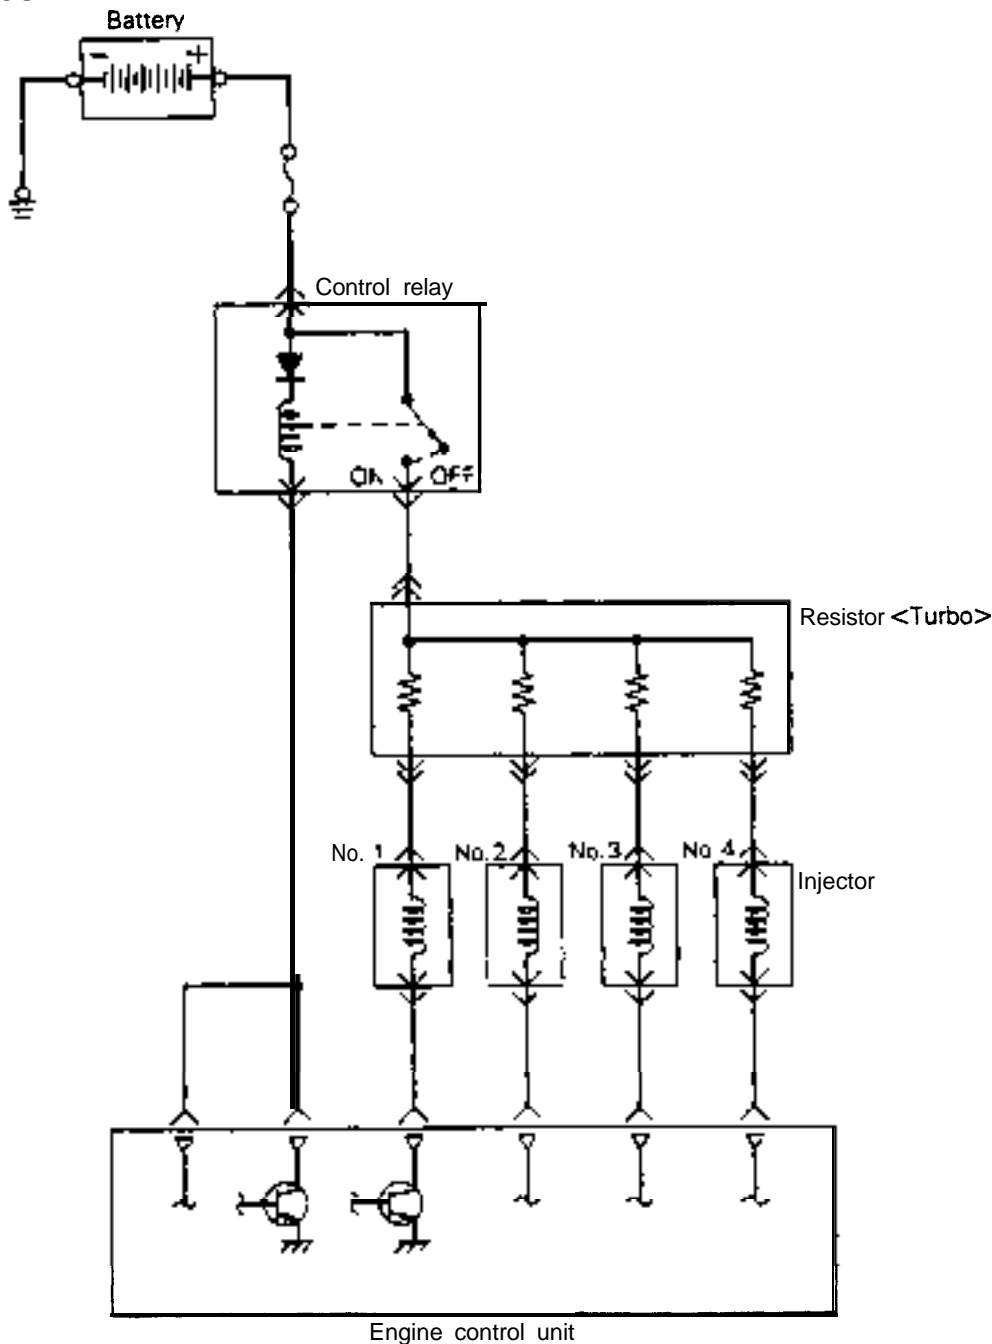 Battery
- +
Control relay
ON OFF
Resistor <Turbo>
No. 1 No. 2 No. 3 No. 4
Injector
Engine control unit